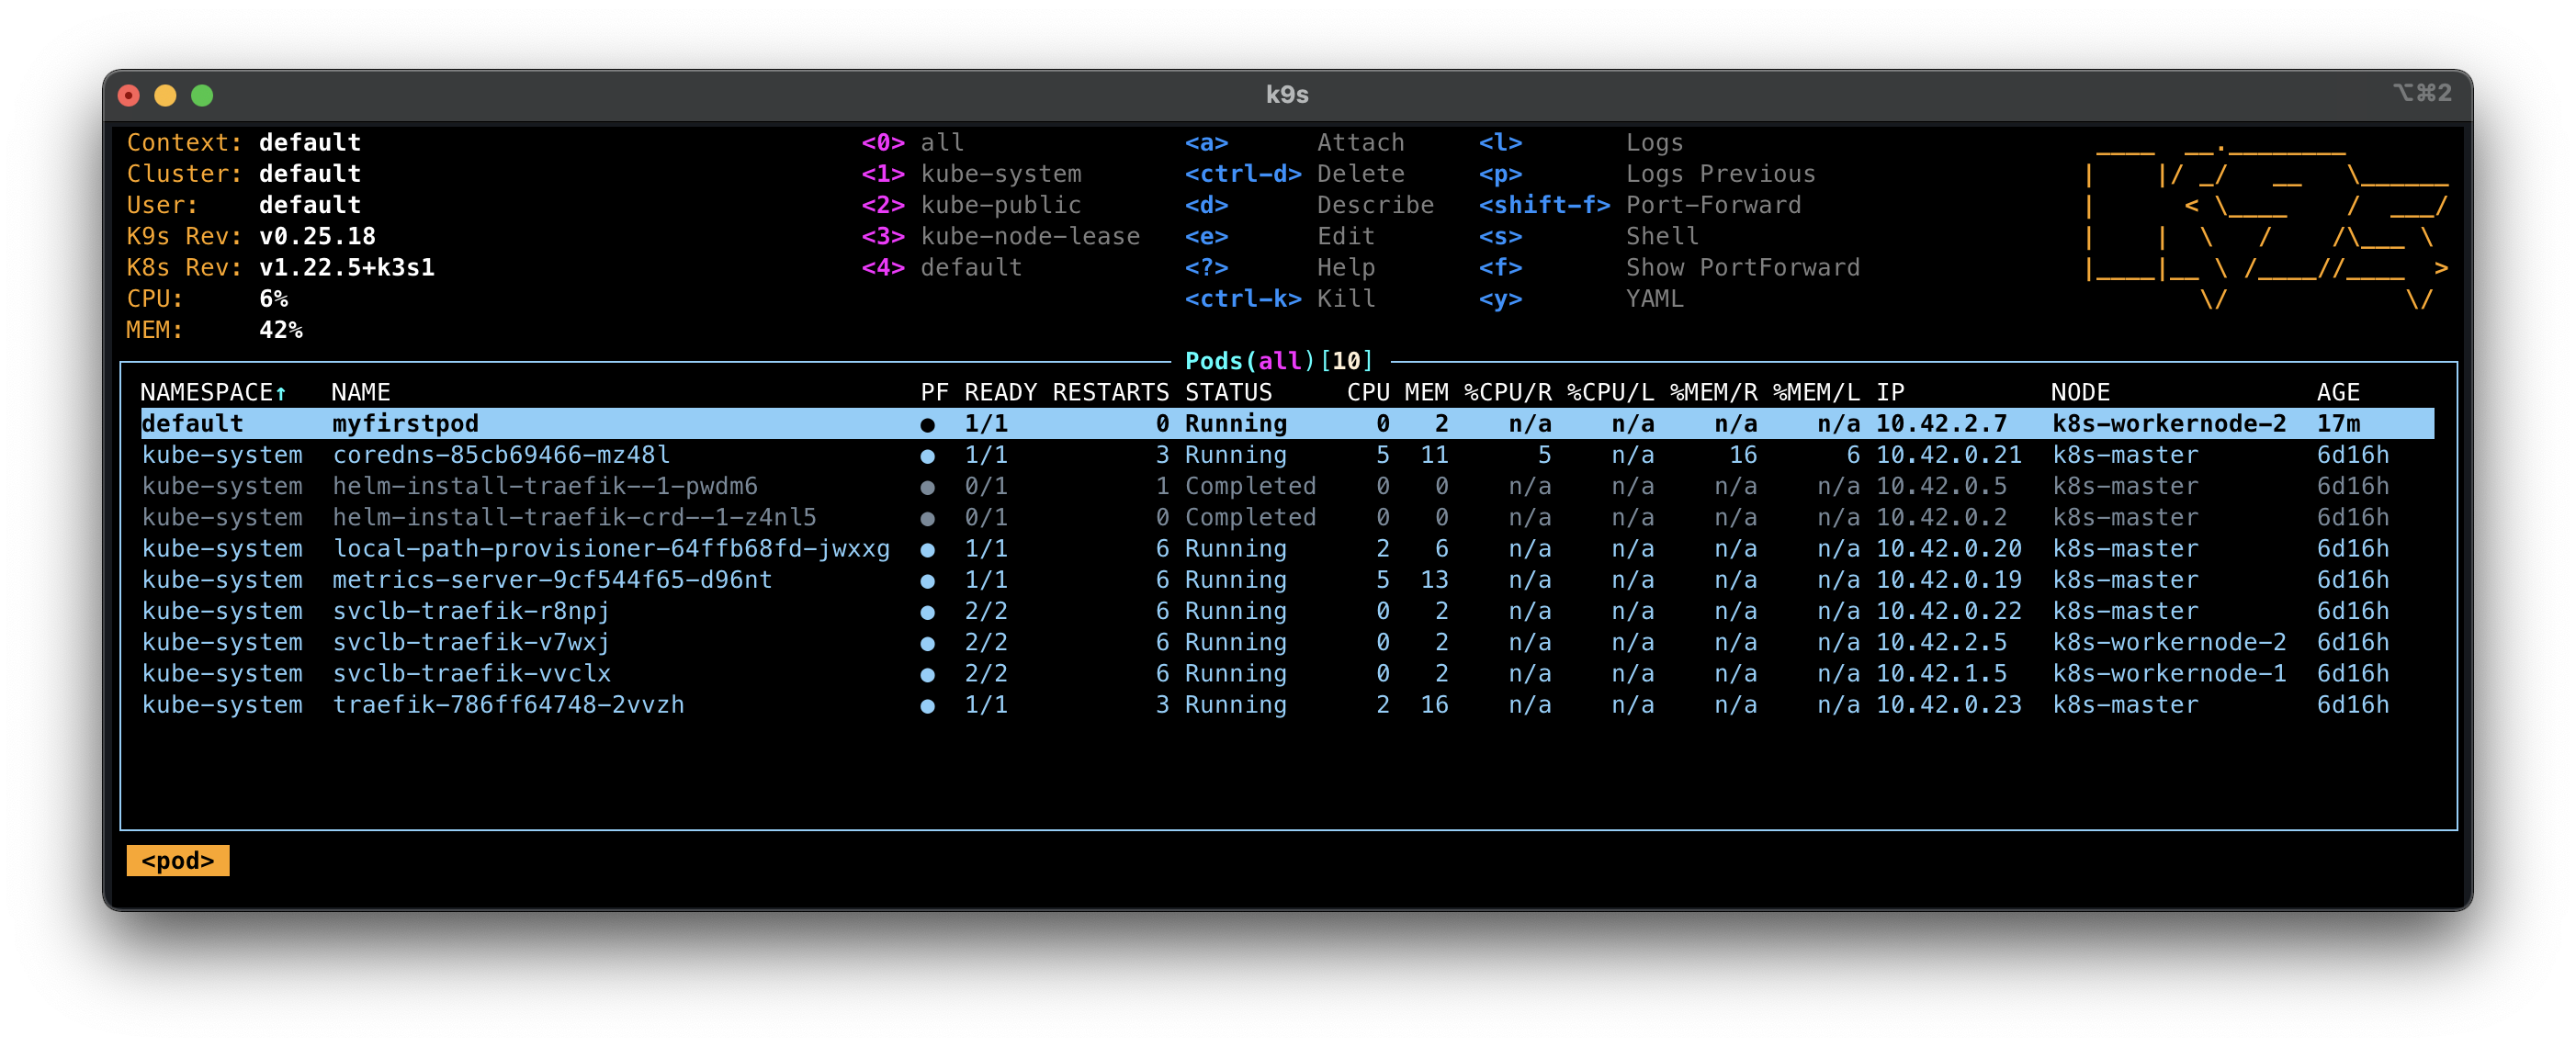 k9s ⌥⌘2
Context: default <0> all <a> Attach <l> Logs
Cluster: default <1> kube-system <ctrl-d> Delete <p> Logs Previous
User: default <2> kube-public <d> Describe <shift-f> Port-Forward
K9s Rev: v0.25.18 <3> kube-node-lease <e> Edit <s> Shell
K8s Rev: v1.22.5+k3s1 <4> default <?> Help <f> Show PortForward
CPU: 6% <ctrl-k> Kill <y> YAML
MEM: 42%
Pods(all)[10]
NAMESPACE↑ NAME PF READY RESTARTS STATUS CPU MEM %CPU/R %CPU/L %MEM/R %MEM/L IP NODE AGE
default myfirstpod ● 1/1 0 Running 0 2 n/a n/a n/a n/a 10.42.2.7 k8s-workernode-2 17m
kube-system coredns-85cb69466-mz48l ● 1/1 3 Running 5 11 5 n/a 16 6 10.42.0.21 k8s-master 6d16h
kube-system helm-install-traefik--1-pwdm6 ● 0/1 1 Completed 0 0 n/a n/a n/a n/a 10.42.0.5 k8s-master 6d16h
kube-system helm-install-traefik-crd--1-z4nl5 ● 0/1 0 Completed 0 0 n/a n/a n/a n/a 10.42.0.2 k8s-master 6d16h
kube-system local-path-provisioner-64ffb68fd-jwxxg ● 1/1 6 Running 2 6 n/a n/a n/a n/a 10.42.0.20 k8s-master 6d16h
kube-system metrics-server-9cf544f65-d96nt ● 1/1 6 Running 5 13 n/a n/a n/a n/a 10.42.0.19 k8s-master 6d16h
kube-system svclb-traefik-r8npj ● 2/2 6 Running 0 2 n/a n/a n/a n/a 10.42.0.22 k8s-master 6d16h
kube-system svclb-traefik-v7wxj ● 2/2 6 Running 0 2 n/a n/a n/a n/a 10.42.2.5 k8s-workernode-2 6d16h
kube-system svclb-traefik-vvclx ● 2/2 6 Running 0 2 n/a n/a n/a n/a 10.42.1.5 k8s-workernode-1 6d16h
kube-system traefik-786ff64748-2vvzh ● 1/1 3 Running 2 16 n/a n/a n/a n/a 10.42.0.23 k8s-master 6d16h
<pod>